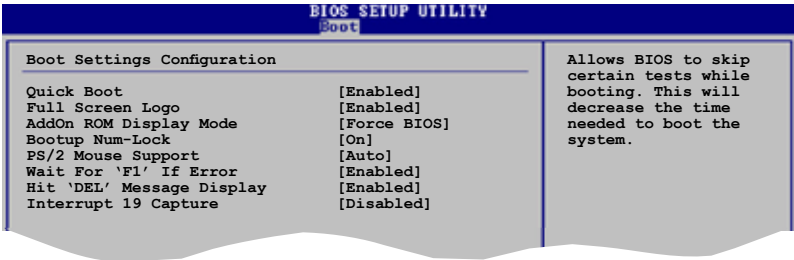 BIOS SETUP UTILITY
Boot
Boot Settings Configuration
Quick Boot [Enabled]
Full Screen Logo [Enabled]
AddOn ROM Display Mode [Force BIOS]
Bootup Num-Lock [On]
PS/2 Mouse Support [Auto]
Wait For ‘F1’ If Error [Enabled]
Hit ‘DEL’ Message Display [Enabled]
Interrupt 19 Capture [Disabled]
Allows BIOS to skip
certain tests while
booting. This will
decrease the time
needed to boot the
system.